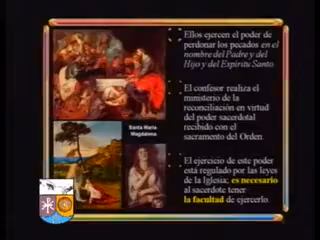 Ellos ejercen el poder de
perdonar los pecados en el
nombre del Padre y del
Hijo y del Espíritu Santo.
El confesor realiza el
ministerio de la
reconciliación en virtud
del poder sacerdotal
recibido con el
sacramento del Orden.
Santa María
Magdalena
El ejercicio de este poder
está regulado por las leyes
de la Iglesia; es necesario
al sacerdote tener
la facultad de ejercerlo.